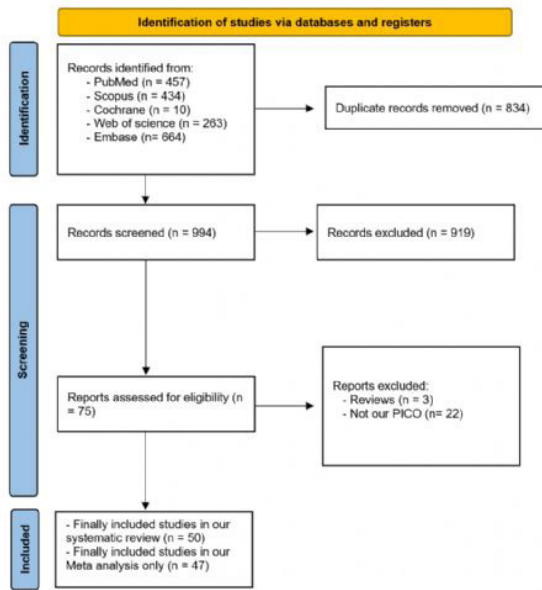 Identification of studies via databases and registers
Identification
Records identified from:
- PubMed (n = 457)
- Scopus (n = 434)
- Cochrane (n = 10)
- Web of science (n = 263)
- Embase (n= 664)
Duplicate records removed (n = 834)
Screening
Records screened (n = 994)
Records excluded (n = 919)
Reports assessed for eligibility (n
= 75)
Reports excluded:
- Reviews (n = 3)
- Not our PICO (n= 22)
Included
- Finally included studies in our
systematic review (n = 50)
- Finally included studies in our
Meta analysis only (n = 47)